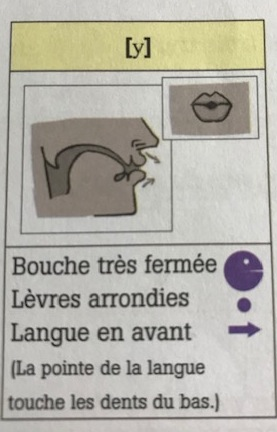 [y]
Bouche très fermée
Lèvres arrondies
Langue en avant
(La pointe de la langue
touche les dents du bas.)